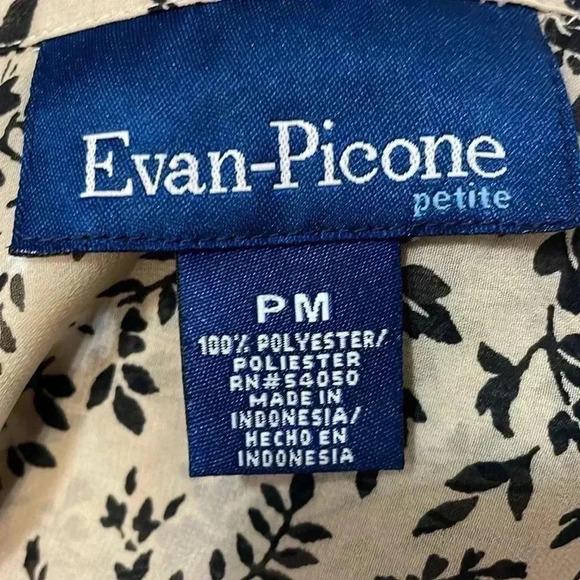 Evan-Picone
petite
PM
100% POLYESTER/
POLIESTER
RN#54050
MADE IN
INDONESIA/
HECHO EN
INDONESIA